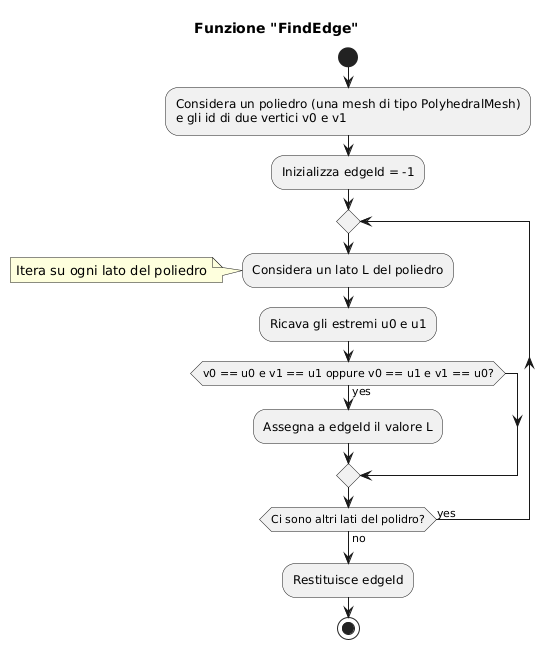 Funzione "FindEdge"
Considera un poliedro (una mesh di tipo PolyhedralMesh)
e gli id di due vertici v0 e v1
Inizializza edgeId = -1
Itera su ogni lato del poliedro
Considera un lato L del poliedro
Ricava gli estremi u0 e u1
v0 == u0 e v1 == u1 oppure v0 == u1 e v1 == u0?
yes
Assegna a edgeId il valore L
Ci sono altri lati del polidro?
yes
no
Restituisce edgeId